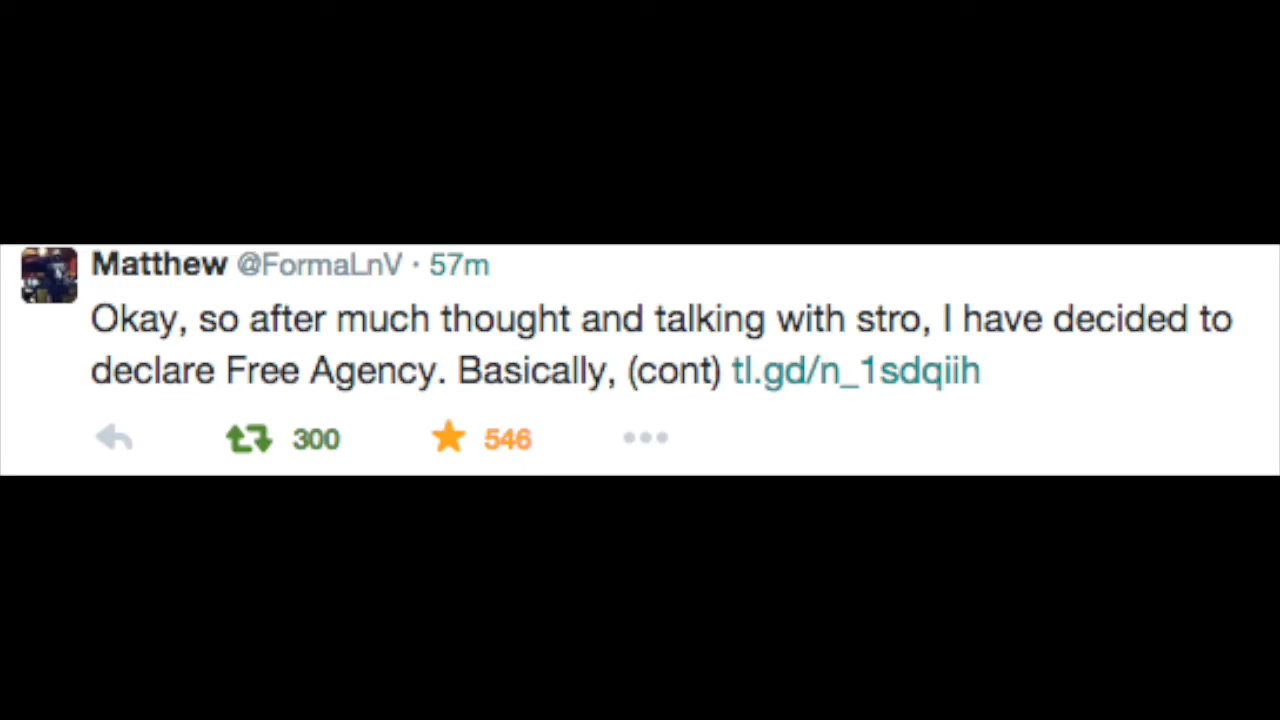 Matthew @FormaLnV · 57m
Okay, so after much thought and talking with stro, I have decided to
declare Free Agency. Basically, (cont) tl.gd/n_1sdqiih
300 546